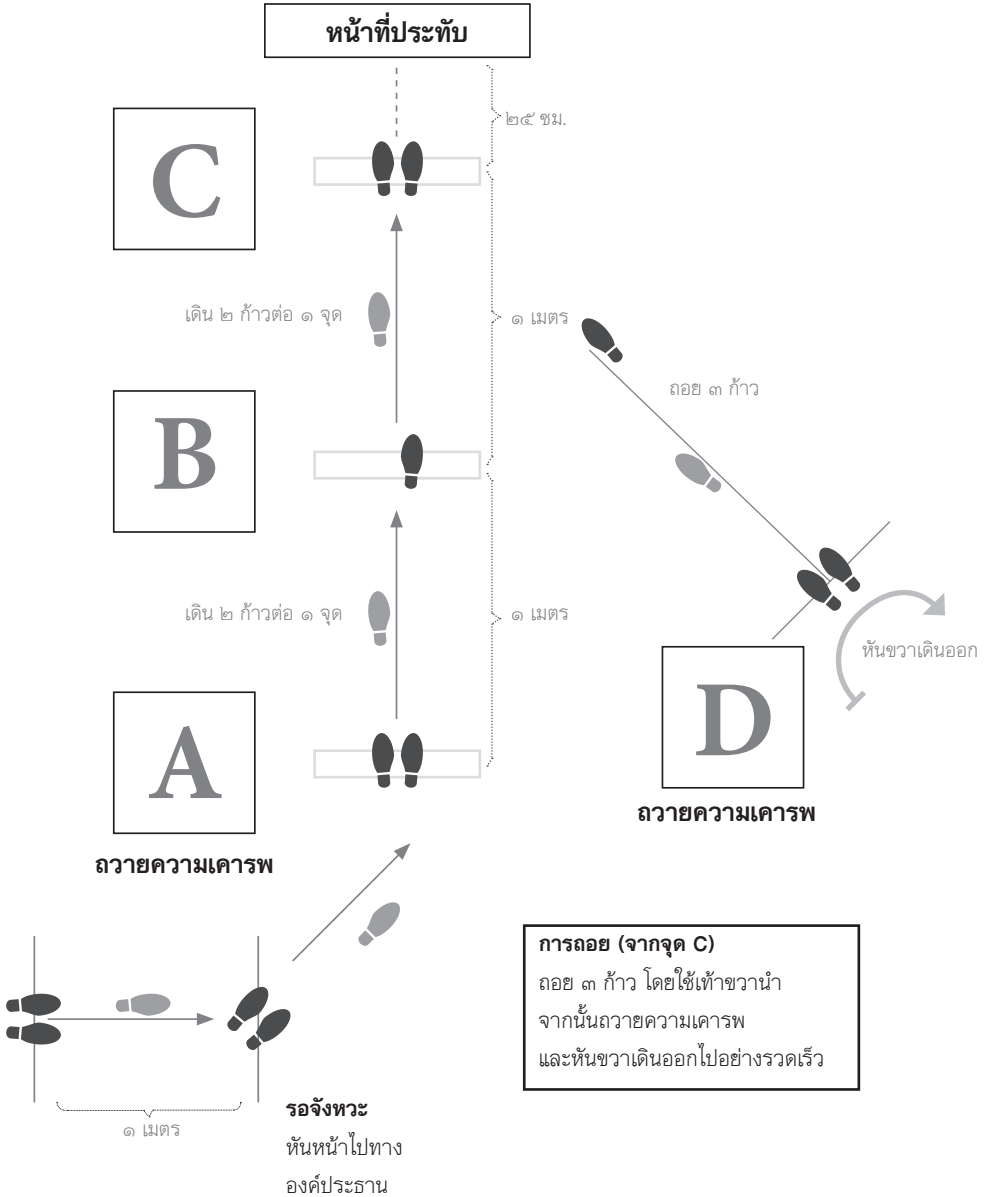 หน้าที่ประทับ
๒๕ ซม.
C
เดิน ๒ ก้าวต่อ ๑ จุด
๑ เมตร
ถอย ๓ ก้าว
B
เดิน ๒ ก้าวต่อ ๑ จุด
๑ เมตร
หันขวาเดินออก
A
D
ถวายความเคารพ
ถวายความเคารพ
การถอย (จากจุด C)
ถอย ๓ ก้าว โดยใช้เท้าขวานำ
จากนั้นถวายความเคารพ
และหันขวาเดินออกไปอย่างรวดเร็ว
๑ เมตร
รอจังหวะ
หันหน้าไปทาง
องค์ประธาน